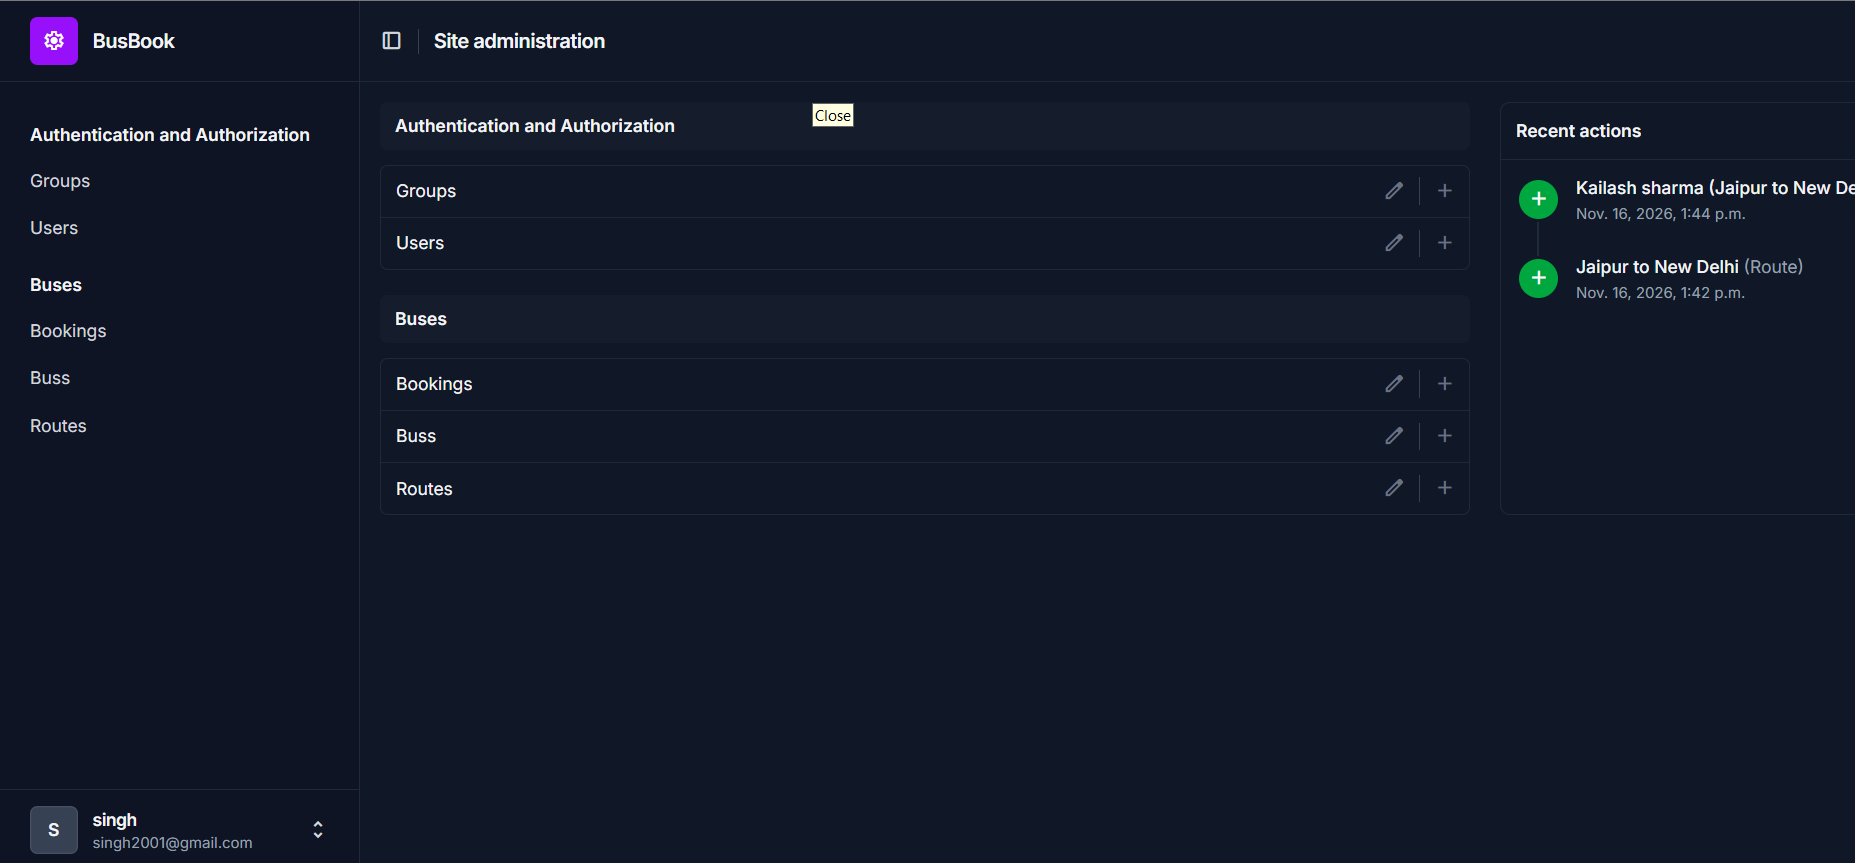 BusBook
Site administration
Authentication and Authorization
Groups
Users
Buses
Bookings
Buss
Routes
singh
singh2001@gmail.com
Authentication and Authorization
Close
Groups
Users
Buses
Bookings
Buss
Routes
Recent actions
Kailash sharma (Jaipur to New De
Nov. 16, 2026, 1:44 p.m.
Jaipur to New Delhi (Route)
Nov. 16, 2026, 1:42 p.m.
S